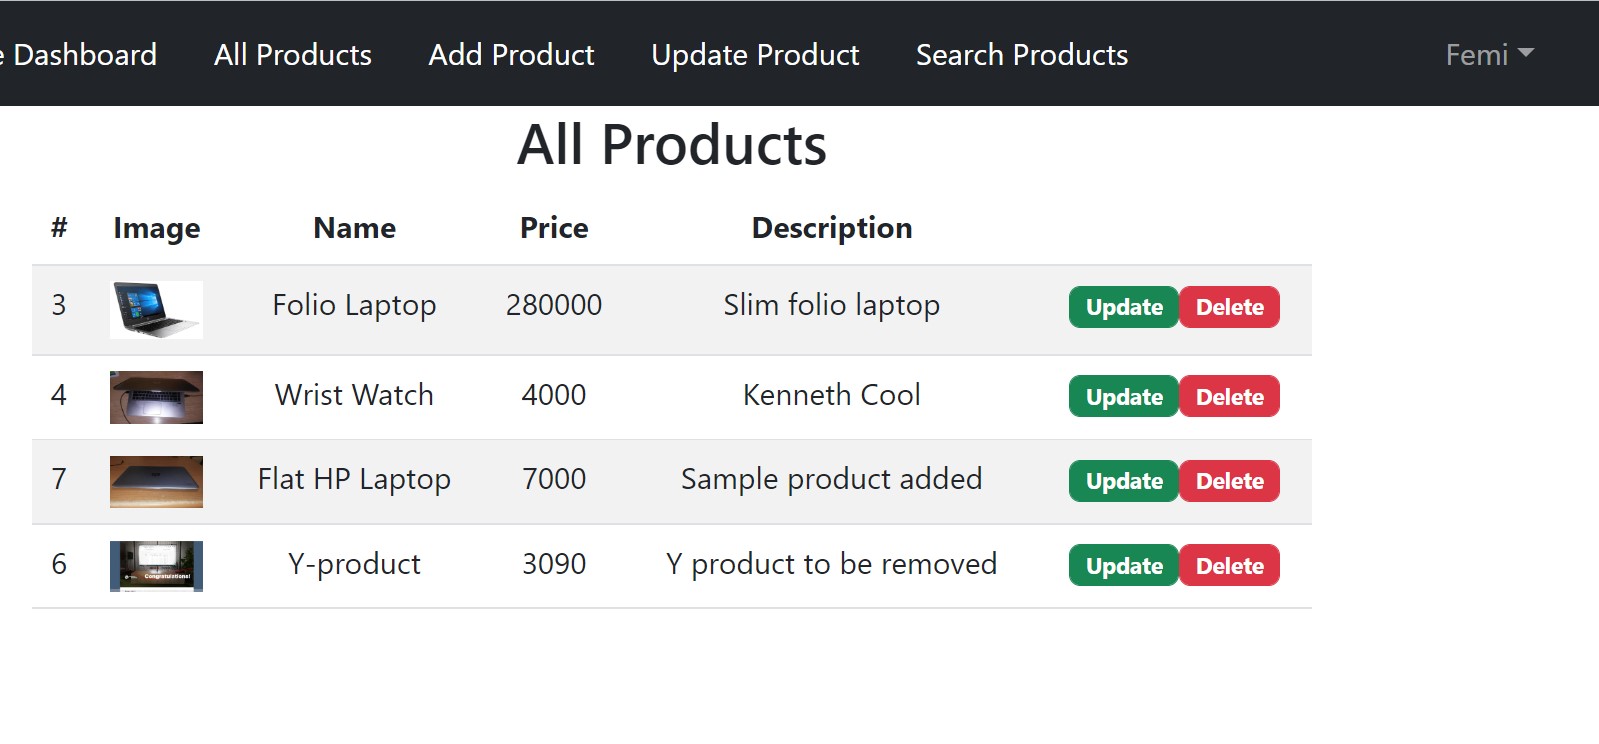 e Dashboard All Products Add Product Update Product Search Products Femi
All Products
# Image Name Price Description
3 Folio Laptop 280000 Slim folio laptop Update Delete
4 Wrist Watch 4000 Kenneth Cool Update Delete
7 Flat HP Laptop 7000 Sample product added Update Delete
Congratulations!
6 Y-product 3090 Y product to be removed Update Delete